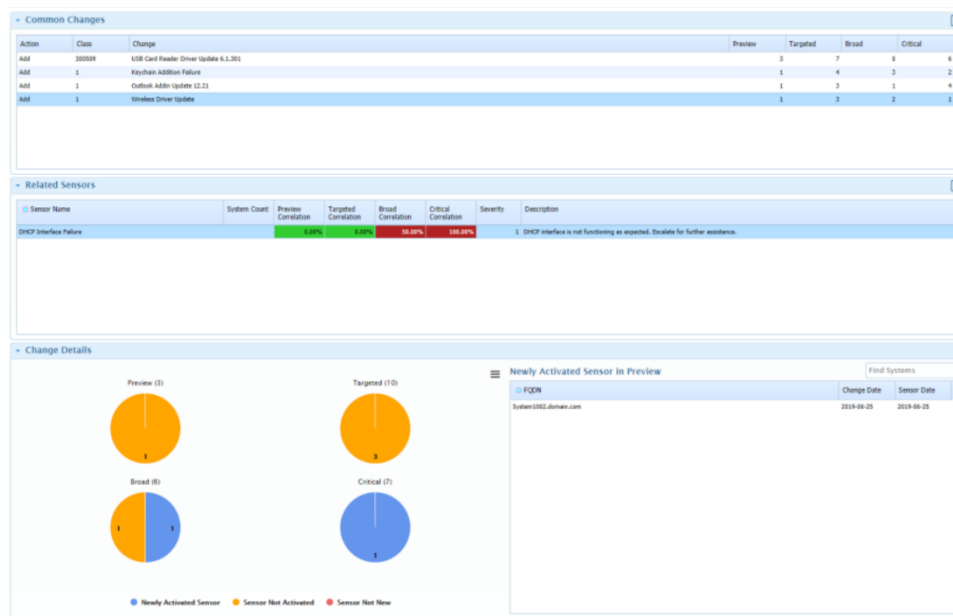 Common Changes
Action Class Change Preview Targeted Broad Critical
Add 300509 USB Card Reader Driver Update 6.1.201 3 7 8 6
Add 1 Keychain Addition Failure 1 4 3 2
Add 1 Outlook Addin Update 12.21 1 3 1 4
Add 1 Wireless Driver Update 1 3 2 1
Related Sensors
Sensor Name System Count Preview Correlation Targeted Correlation Broad Correlation Critical Correlation Severity Description
DHCP Interface Failure 0.00% 0.00% 50.00% 100.00% 1 DHCP interface is not functioning as expected. Escalate for further assistance.
Change Details
Preview (3)
Targeted (10)
1
3
Broad (6)
Critical (7)
1 1
1
Newly Activated Sensor Sensor Not Activated Sensor Not New
Newly Activated Sensor in Preview Find Systems
FQDN Change Date Sensor Date
System1002.domain.com 2019-06-25 2019-06-25